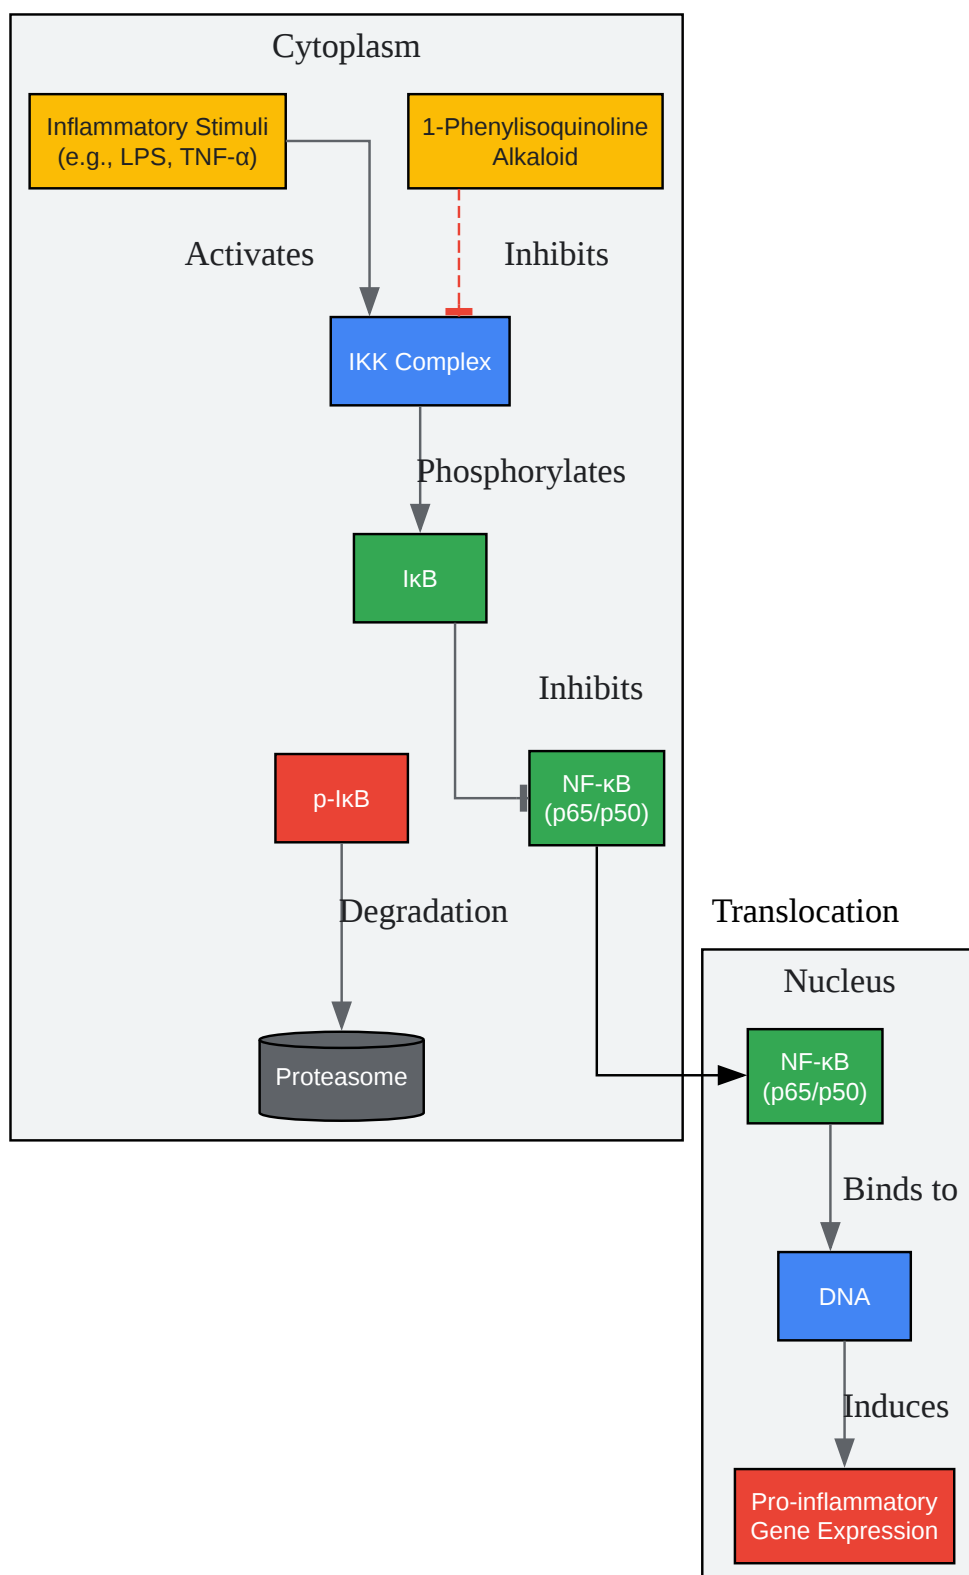 Cytoplasm
Inflammatory Stimuli
(e.g., LPS, TNF-α)
1-Phenylisoquinoline
Alkaloid
Activates
Inhibits
IKK Complex
Phosphorylates
IκB
Inhibits
p-IκB
NF-κB
(p65/p50)
Degradation
Translocation
Proteasome
Nucleus
NF-κB
(p65/p50)
Binds to
DNA
Induces
Pro-inflammatory
Gene Expression